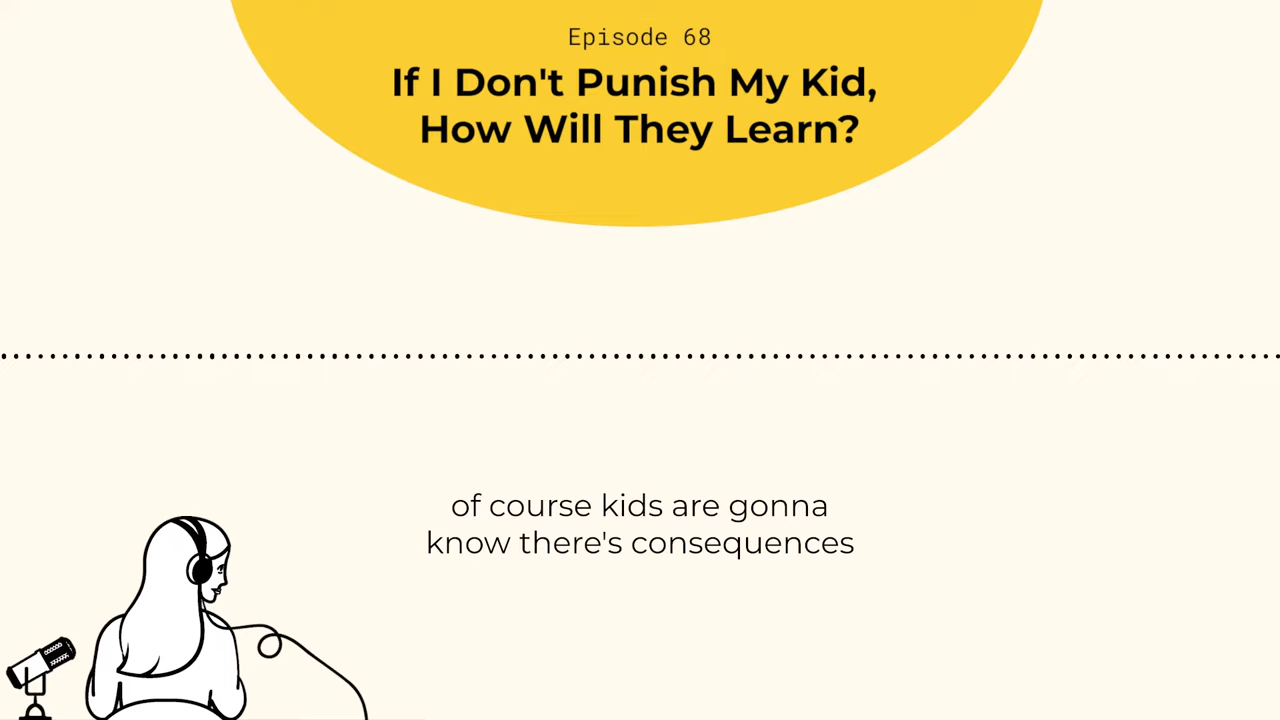 Episode 68
If I Don't Punish My Kid,
How Will They Learn?
of course kids are gonna
know there's consequences